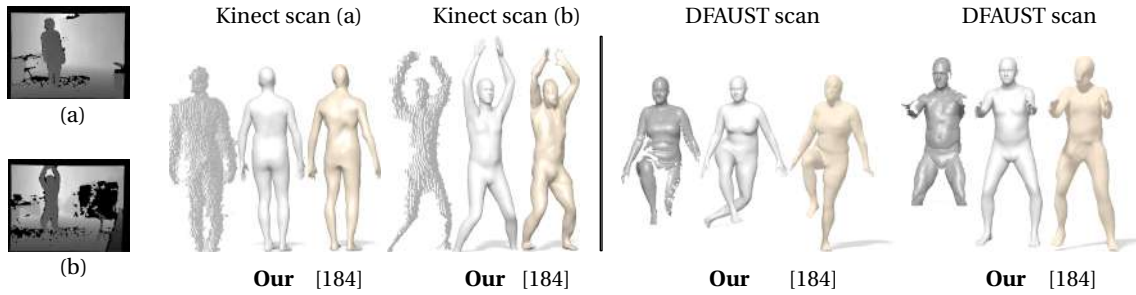 Kinect scan (a) Kinect scan (b) DFAUST scan DFAUST scan
(a)
(b)
Our [184] Our [184] Our [184] Our [184]